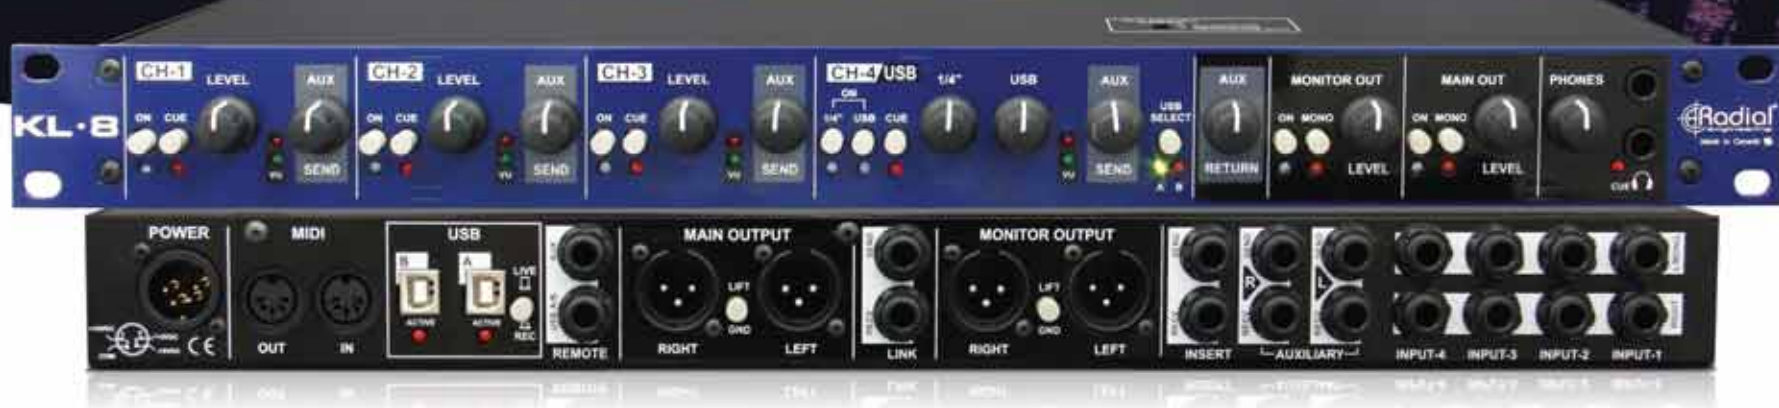 CH-1 LEVEL AUX CH-2 LEVEL AUX CH-3 LEVEL AUX CH-4/USB 1/4" USB AUX AUX MONITOR OUT MAIN OUT PHONES
ON
KL·8 ON CUE ON CUE ON CUE 1/4" USB CUE USB SELECT ON MONO ON MONO Radial
VU SEND VU SEND VU SEND VU SEND A B RETURN LEVEL LEVEL CUE
POWER MIDI USB MAIN OUTPUT MONITOR OUTPUT
B A LIVE LIFT LIFT R L
ACTIVE ACTIVE REC GND GND
OUT IN REMOTE RIGHT LEFT LINK RIGHT LEFT INSERT AUXILIARY INPUT-4 INPUT-3 INPUT-2 INPUT-1
CE